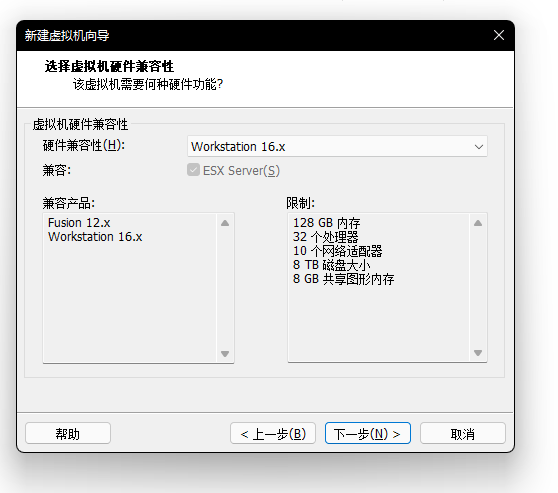 新建虚拟机向导
选择虚拟机硬件兼容性
该虚拟机需要何种硬件功能?
虚拟机硬件兼容性
硬件兼容性(H): Workstation 16.x
兼容: ESX Server(S)
兼容产品: 限制:
Fusion 12.x
Workstation 16.x
128 GB 内存
32 个处理器
10 个网络适配器
8 TB 磁盘大小
8 GB 共享图形内存
帮助 < 上一步(B) 下一步(N) > 取消